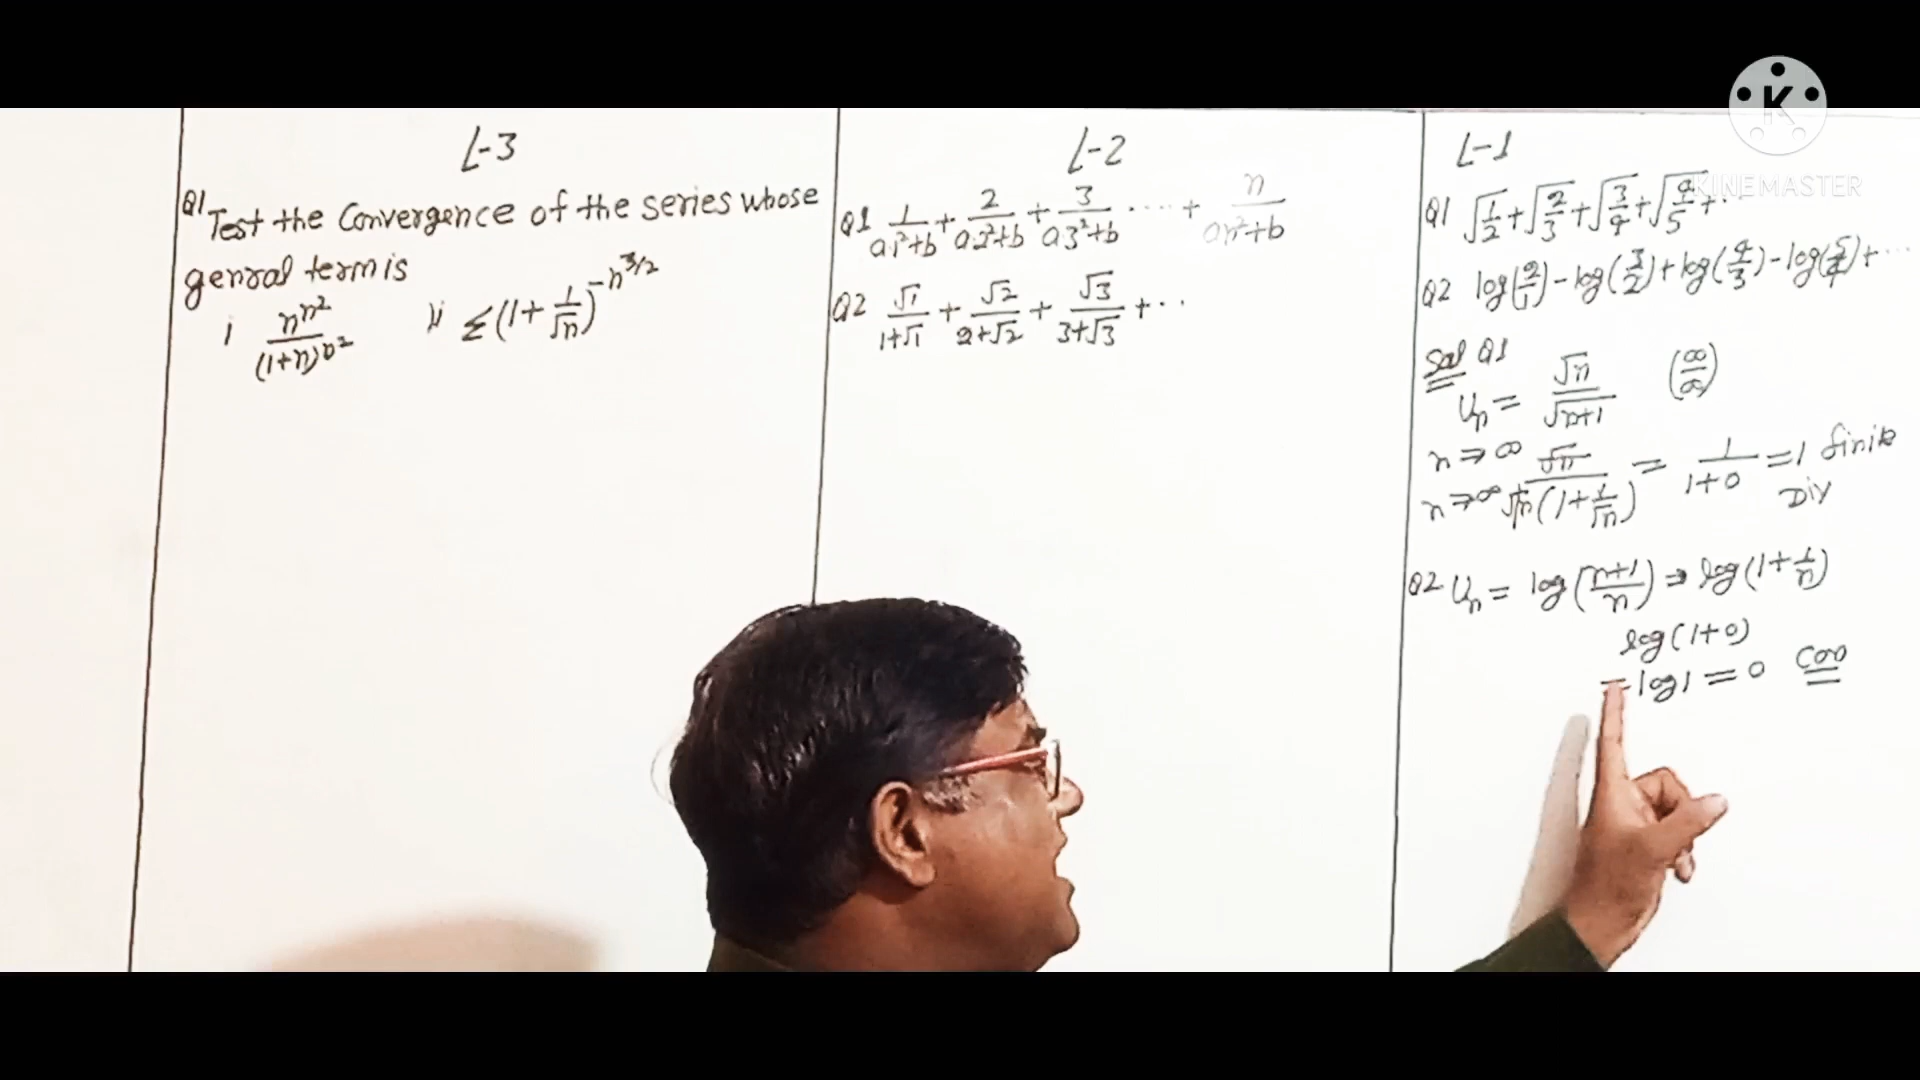 L-3
Q1 Test the Convergence of the series whose
genral term is
i n^{n^2}/(1+n)^{n^2} ii Σ(1+1/√n)^{-n^{3/2}}
L-2
Q1 1/(a1²+b) + 2/(a2²+b) + 3/(a3²+b) ..... + n/(an²+b)
Q2 √1/(1+√1) + √2/(2+√2) + √3/(3+√3) + ...
L-1
Q1 √(1/2) + √(2/3) + √(3/4) + √(4/5) + ...
Q2 log(2/1) - log(3/2) + log(4/3) - log(5/4) + ...
Sol Q1
Un = √n/√(n+1) (∞/∞)
n→∞ √n
n→∞ √n(1+1/√n) = 1/(1+0) = 1 finite
Div
Q2 Un = log((n+1)/n) ⇒ log(1+1/n)
log(1+0)
= log1 = 0 Con
K
KINEMASTER